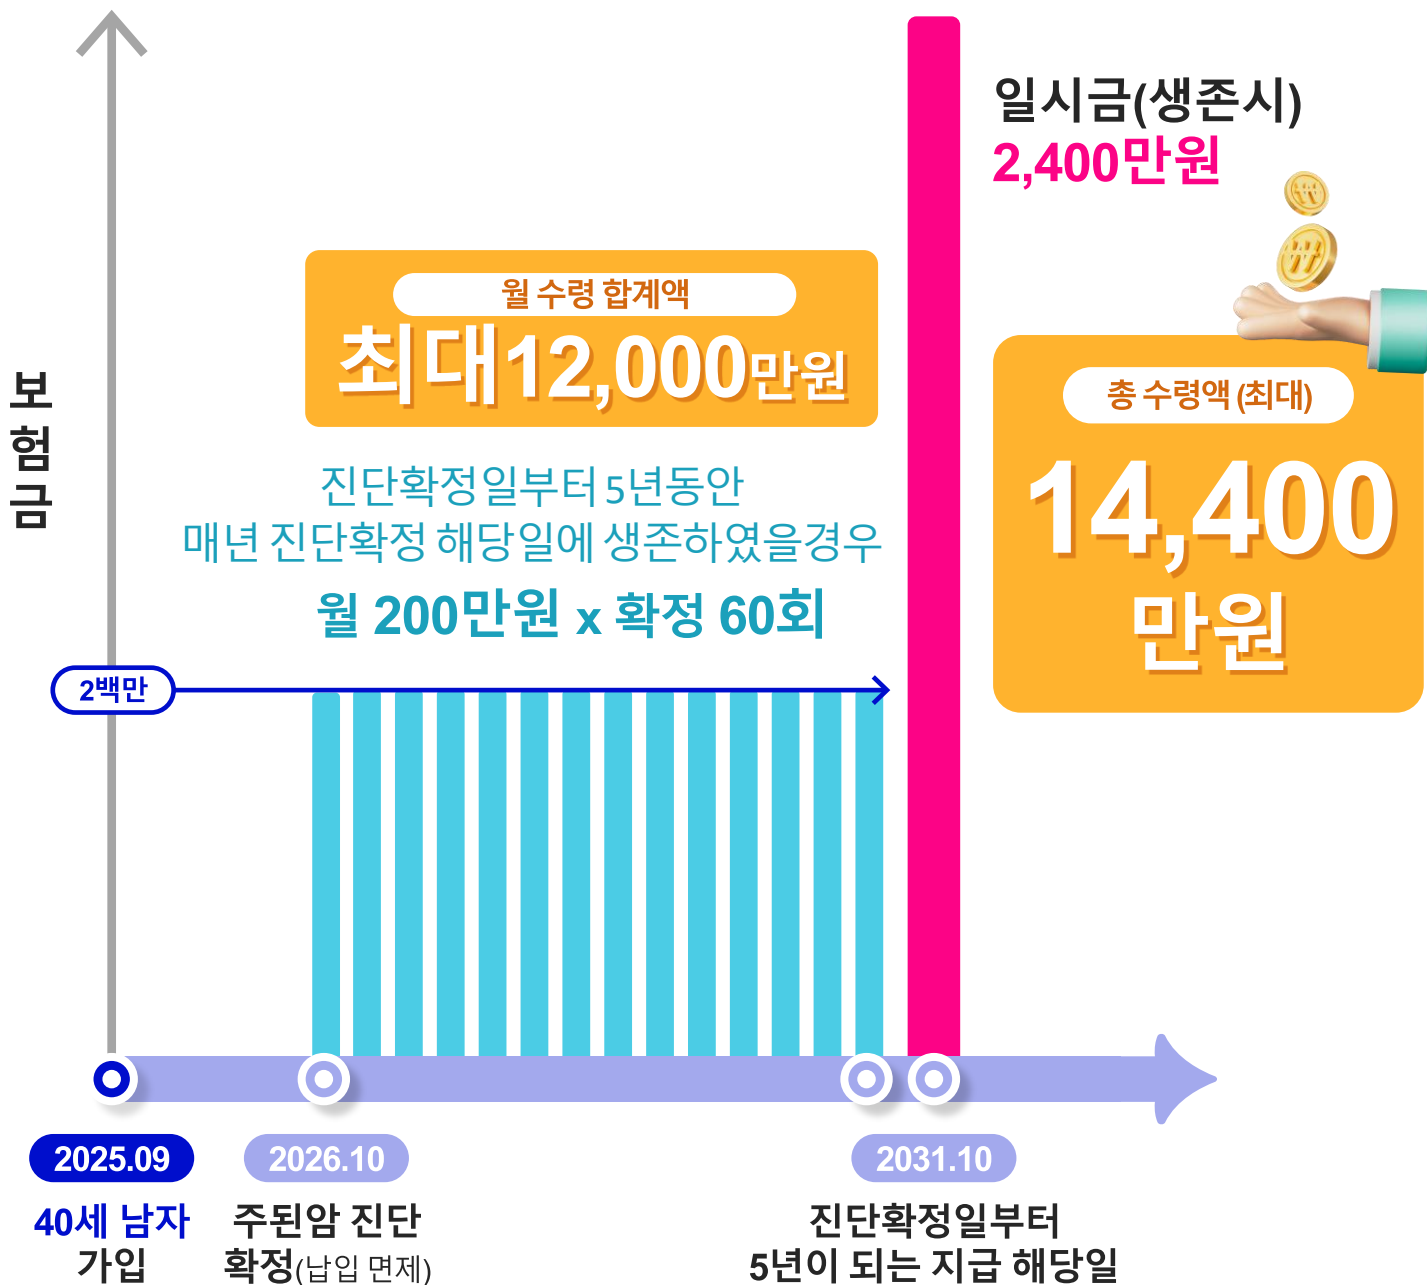 보험금
일시금(생존시)
2,400만원
월 수령 합계액
최대12,000만원
총 수령액 (최대)
14,400
만원
진단확정일부터 5년동안
매년 진단확정 해당일에 생존하였을경우
월 200만원 x 확정 60회
2백만
2025.09
40세 남자
가입
2026.10
주된암 진단
확정(납입 면제)
2031.10
진단확정일부터
5년이 되는 지급 해당일